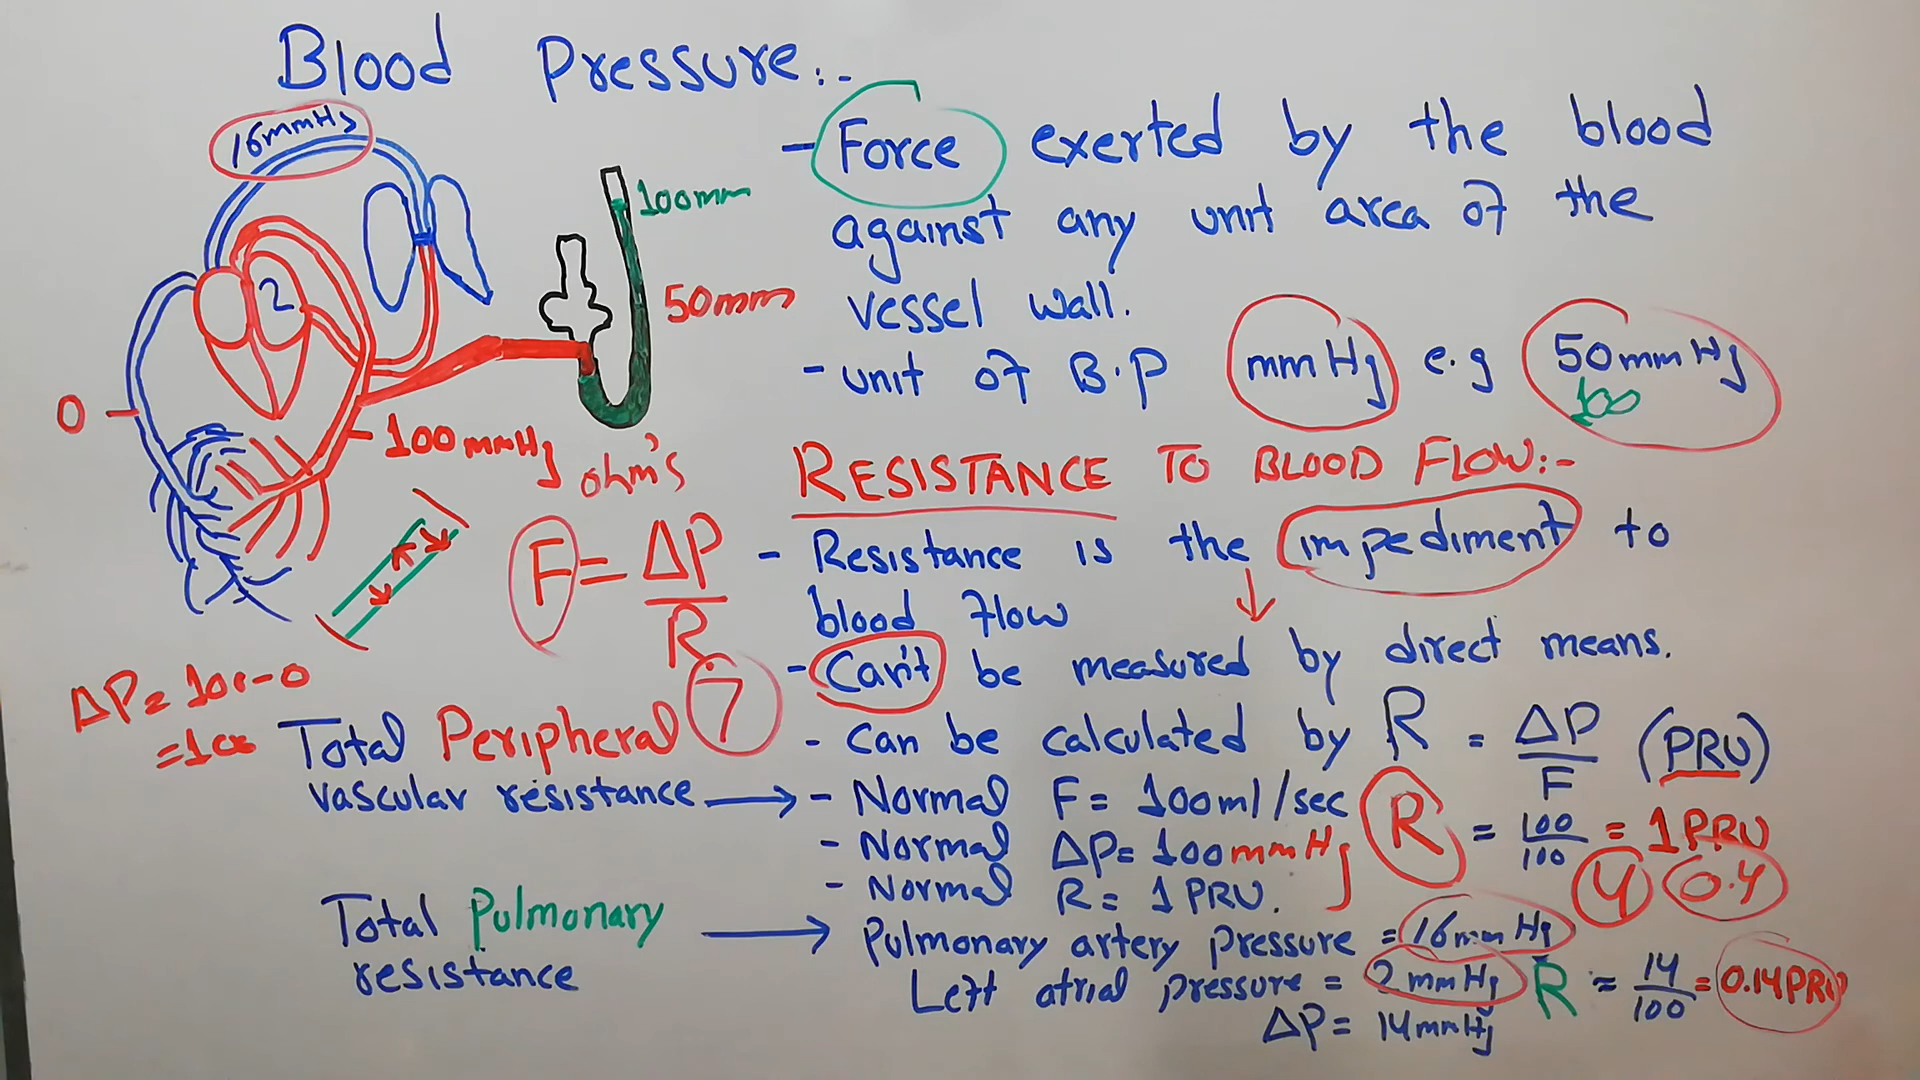 Blood Pressure:-
16mmHg
- Force exerted by the blood
against any unit area of the
vessel wall.
- unit of B.P mmHg e.g 50mmHg
100
100mm
50mm
2
0
100mmHg
ohm's
F = ΔP
R
RESISTANCE TO BLOOD FLOW:-
- Resistance is the impediment to
blood flow
- Can't be measured by direct means.
- Can be calculated by R = ΔP (PRU)
F
ΔP = 100-0
=100
7
Total Peripheral
vascular resistance → - Normal F = 100ml/sec
- Normal ΔP= 100mmHg
- Normal R= 1 PRU.
R = 100 = 1PRU
100
4 0.4
Total Pulmonary
resistance
→ Pulmonary artery pressure = 16mmHg
Left atrial pressure = 2mmHg
ΔP= 14mmHg
R = 14 = 0.14PRU
100